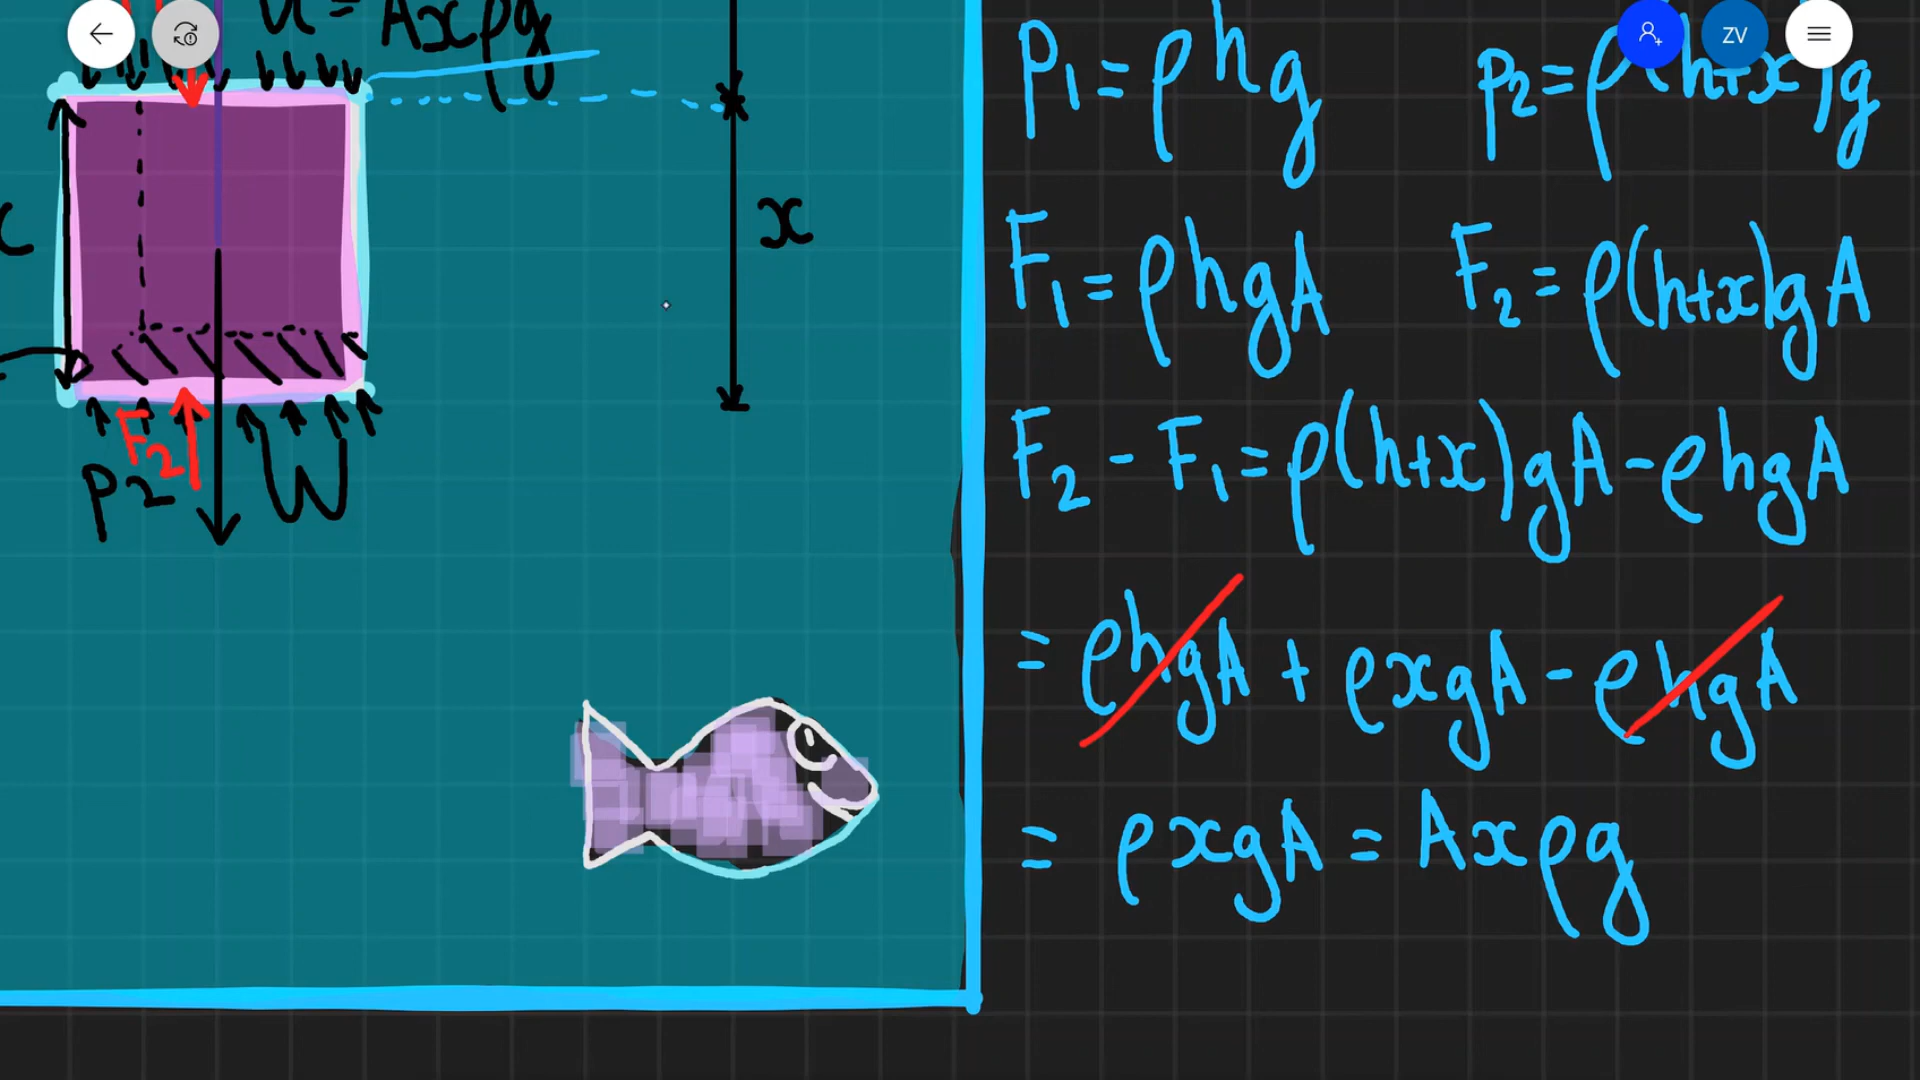 u = Axρg
x
x
F₂
p2
W
ZV
p₁ = ρhg
p₂ = ρ(h+x)g
F₁ = ρhgA
F₂ = ρ(h+x)gA
F₂ - F₁ = ρ(h+x)gA - ρhgA
= ρhgA + ρxgA - ρhgA
= ρxgA = Axρg